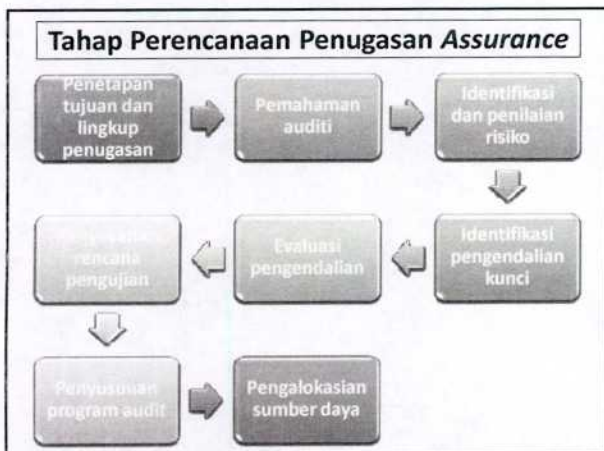 Tahap Perencanaan Penugasan Assurance
Penetapan
tujuan dan
lingkup
penugasan
Pemahaman
auditi
Identifikasi
dan penilaian
risiko
Identifikasi
pengendalian
kunci
Evaluasi
pengendalian
rencana
pengujian
Penyusunan
program audit
Pengalokasian
sumber daya